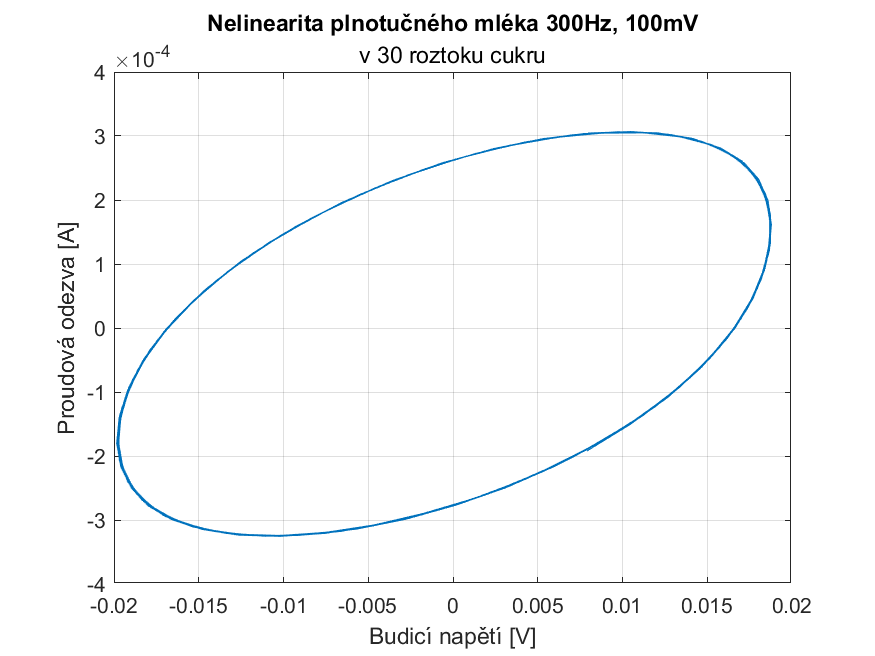 Nelinearita plnotučného mléka 300Hz, 100mV
v 30 roztoku cukru
×10-4
4
3
2
1
0
-1
-2
-3
-4
Proudová odezva [A]
-0.02 -0.015 -0.01 -0.005 0 0.005 0.01 0.015 0.02
Budicí napětí [V]